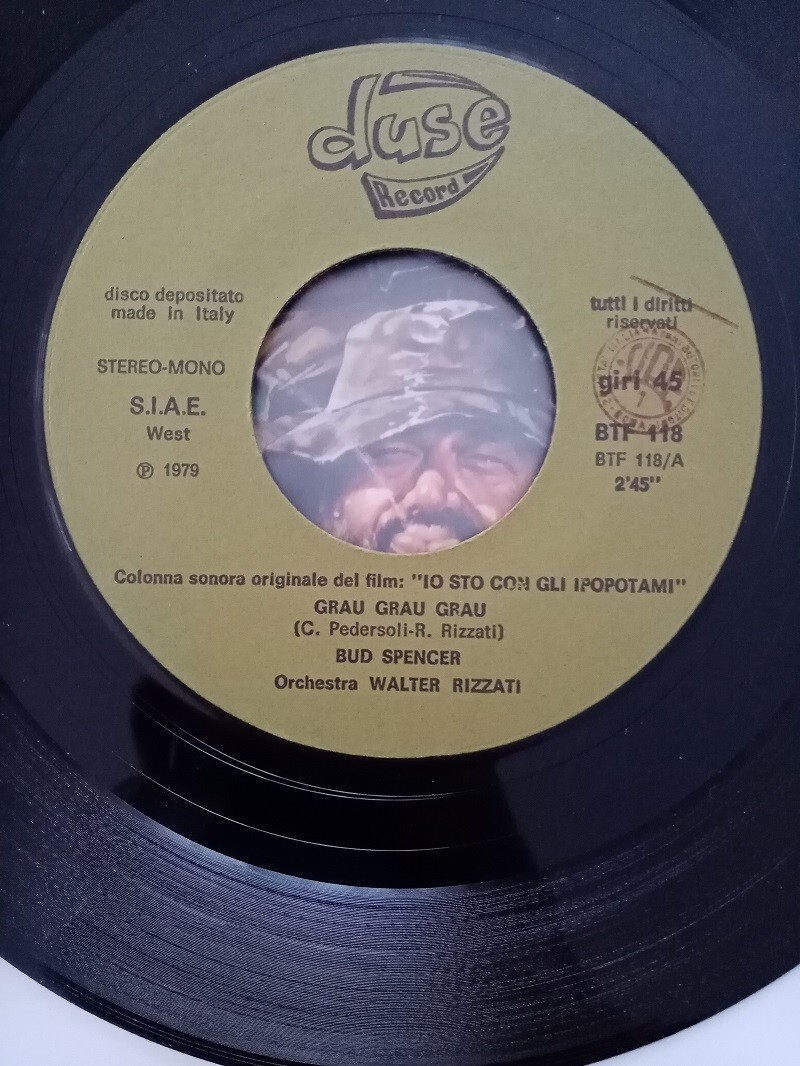 duse
Record
disco depositato
made in Italy
STEREO-MONO
S.I.A.E.
West
℗ 1979
tutti i diritti
riservati
giri 45
BTF 118
BTF 118/A
2'45"
Colonna sonora originale del film: "IO STO CON GLI IPOPOTAMI"
GRAU GRAU GRAU
(C. Pedersoli-R. Rizzati)
BUD SPENCER
Orchestra WALTER RIZZATI